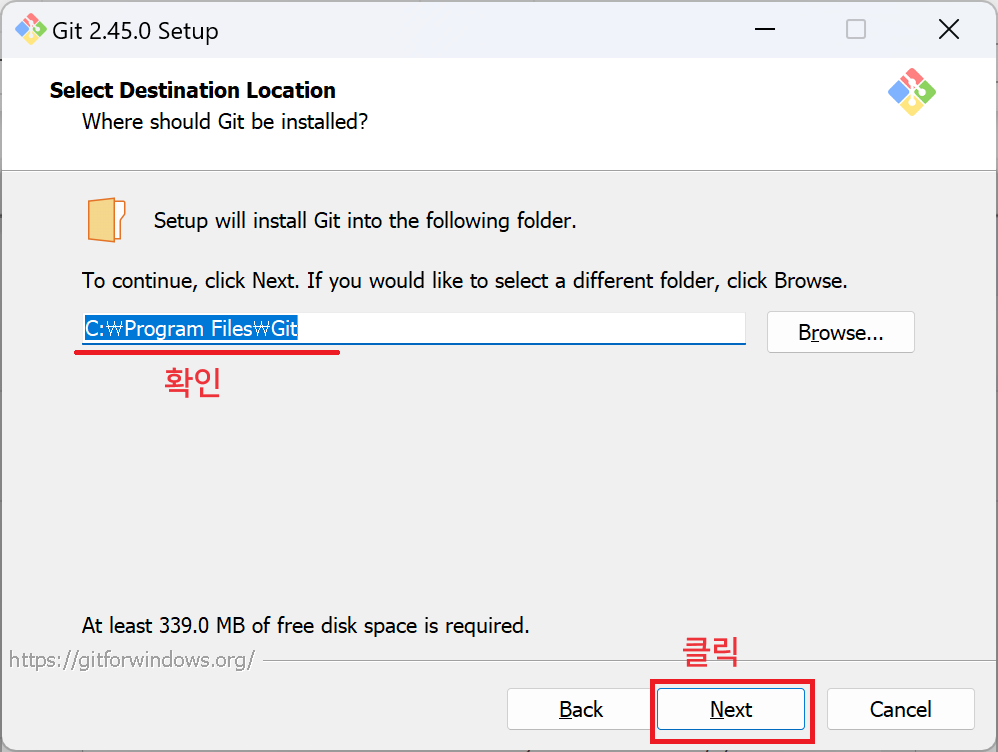 Git 2.45.0 Setup
Select Destination Location
Where should Git be installed?
Setup will install Git into the following folder.
To continue, click Next. If you would like to select a different folder, click Browse.
C:₩Program Files₩Git
Browse...
확인
At least 339.0 MB of free disk space is required.
클릭
https://gitforwindows.org/
Back
Next
Cancel